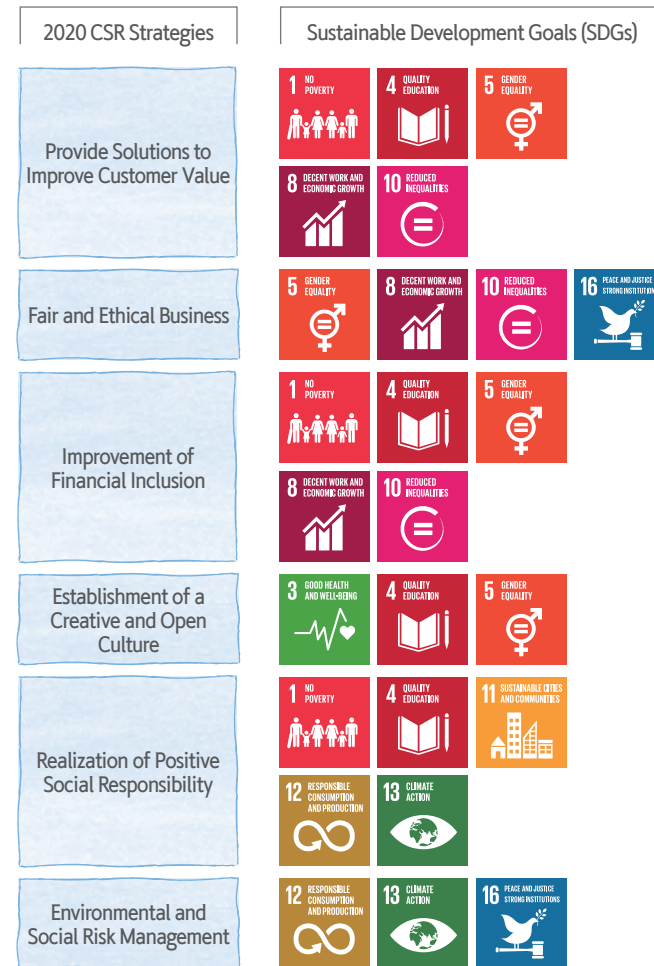 2020 CSR Strategies
Sustainable Development Goals (SDGs)
Provide Solutions to
Improve Customer Value
1 NO
POVERTY
4 QUALITY
EDUCATION
5 GENDER
EQUALITY
8 DECENT WORK AND
ECONOMIC GROWTH
10 REDUCED
INEQUALITIES
Fair and Ethical Business
5 GENDER
EQUALITY
8 DECENT WORK AND
ECONOMIC GROWTH
10 REDUCED
INEQUALITIES
16 PEACE AND JUSTICE
STRONG INSTITUTIONS
Improvement of
Financial Inclusion
1 NO
POVERTY
4 QUALITY
EDUCATION
5 GENDER
EQUALITY
8 DECENT WORK AND
ECONOMIC GROWTH
10 REDUCED
INEQUALITIES
Establishment of a
Creative and Open
Culture
3 GOOD HEALTH
AND WELL-BEING
4 QUALITY
EDUCATION
5 GENDER
EQUALITY
Realization of Positive
Social Responsibility
1 NO
POVERTY
4 QUALITY
EDUCATION
11 SUSTAINABLE CITIES
AND COMMUNITIES
12 RESPONSIBLE
CONSUMPTION
AND PRODUCTION
13 CLIMATE
ACTION
Environmental and
Social Risk Management
12 RESPONSIBLE
CONSUMPTION
AND PRODUCTION
13 CLIMATE
ACTION
16 PEACE AND JUSTICE
STRONG INSTITUTIONS